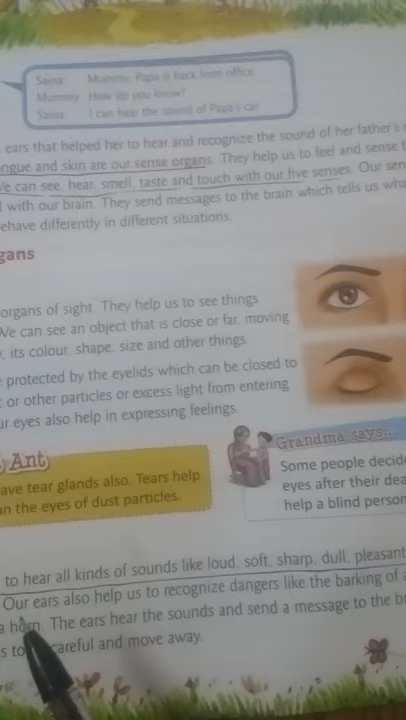 Saira: Mummy, Papa is back from office.
Mummy: How do you know?
Saira: I can hear the sound of Papa's car.
ears that helped her to hear and recognize the sound of her father's
ngue and skin are our sense organs. They help us to feel and sense
We can see, hear, smell, taste and touch with our five senses. Our sen
with our brain. They send messages to the brain which tells us wha
ehave differently in different situations.
gans
organs of sight. They help us to see things
We can see an object that is close or far, moving
, its colour, shape, size and other things
protected by the eyelids which can be closed to
or other particles or excess light from entering
ur eyes also help in expressing feelings.
Ant
ave tear glands also. Tears help
an the eyes of dust particles.
Grandma says...
Some people decid
eyes after their dea
help a blind person
to hear all kinds of sounds like loud, soft, sharp, dull, pleasant
Our ears also help us to recognize dangers like the barking of a
a horn. The ears hear the sounds and send a message to the br
s to careful and move away.